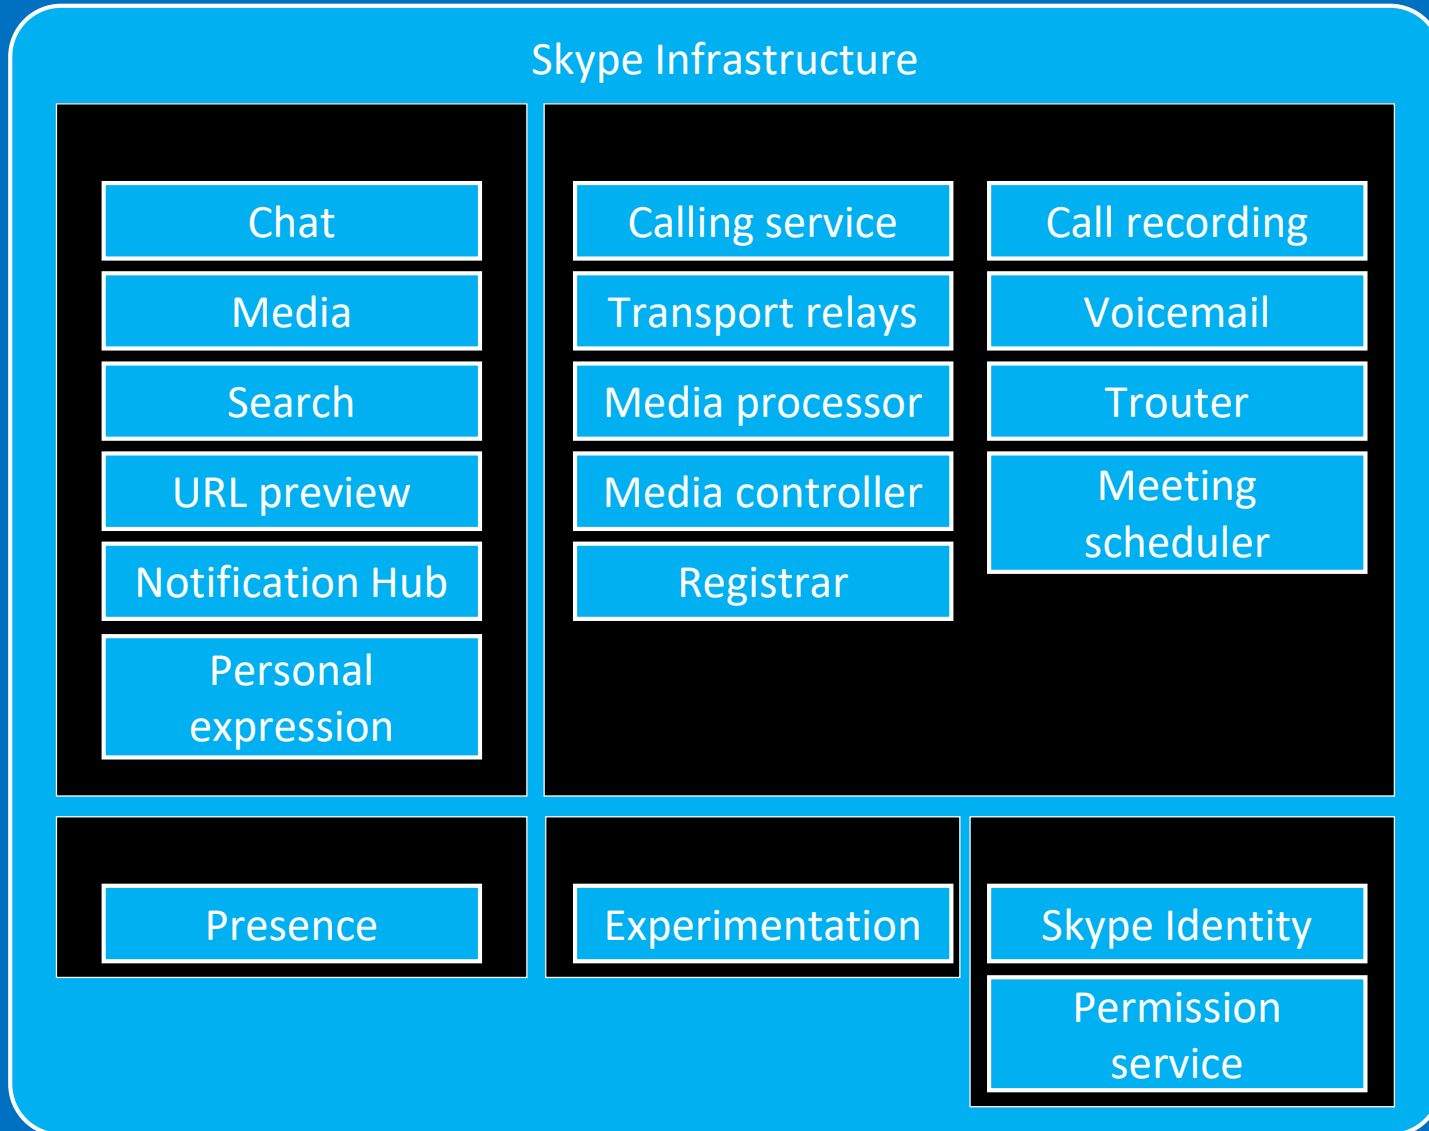 Skype Infrastructure
Chat
Media
Search
URL preview
Notification Hub
Personal
expression
Calling service
Transport relays
Media processor
Media controller
Registrar
Call recording
Voicemail
Trouter
Meeting
scheduler
Presence
Experimentation
Skype Identity
Permission
service